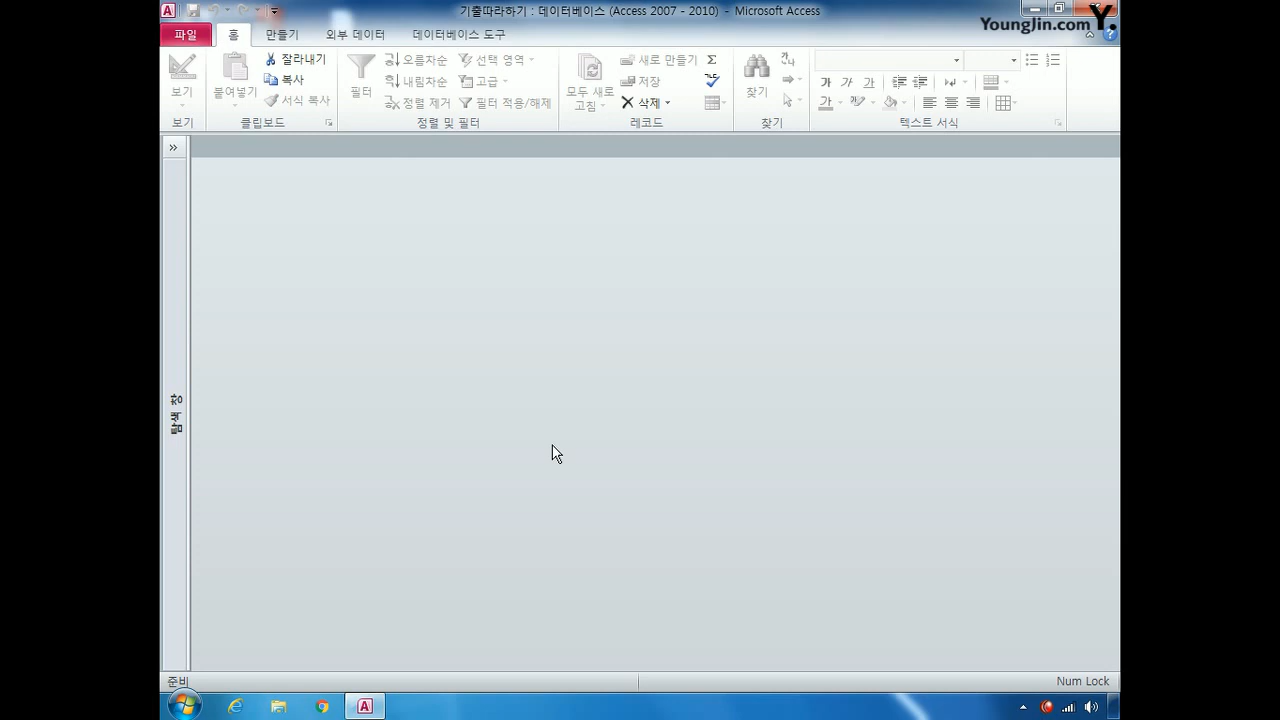 기출따라하기 : 데이터베이스 (Access 2007 - 2010) - Microsoft Access
YoungJin.com Y.
파일 홈 만들기 외부 데이터 데이터베이스 도구
잘라내기 오름차순 선택 영역 새로 만들기
보기 붙여넣기 복사 필터 내림차순 고급 모두 새로 고침 저장 찾기
서식 복사 정렬 제거 필터 적용/해제 삭제
가 가 가
가
보기 클립보드 정렬 및 필터 레코드 찾기 텍스트 서식
탐색 창
준비 Num Lock